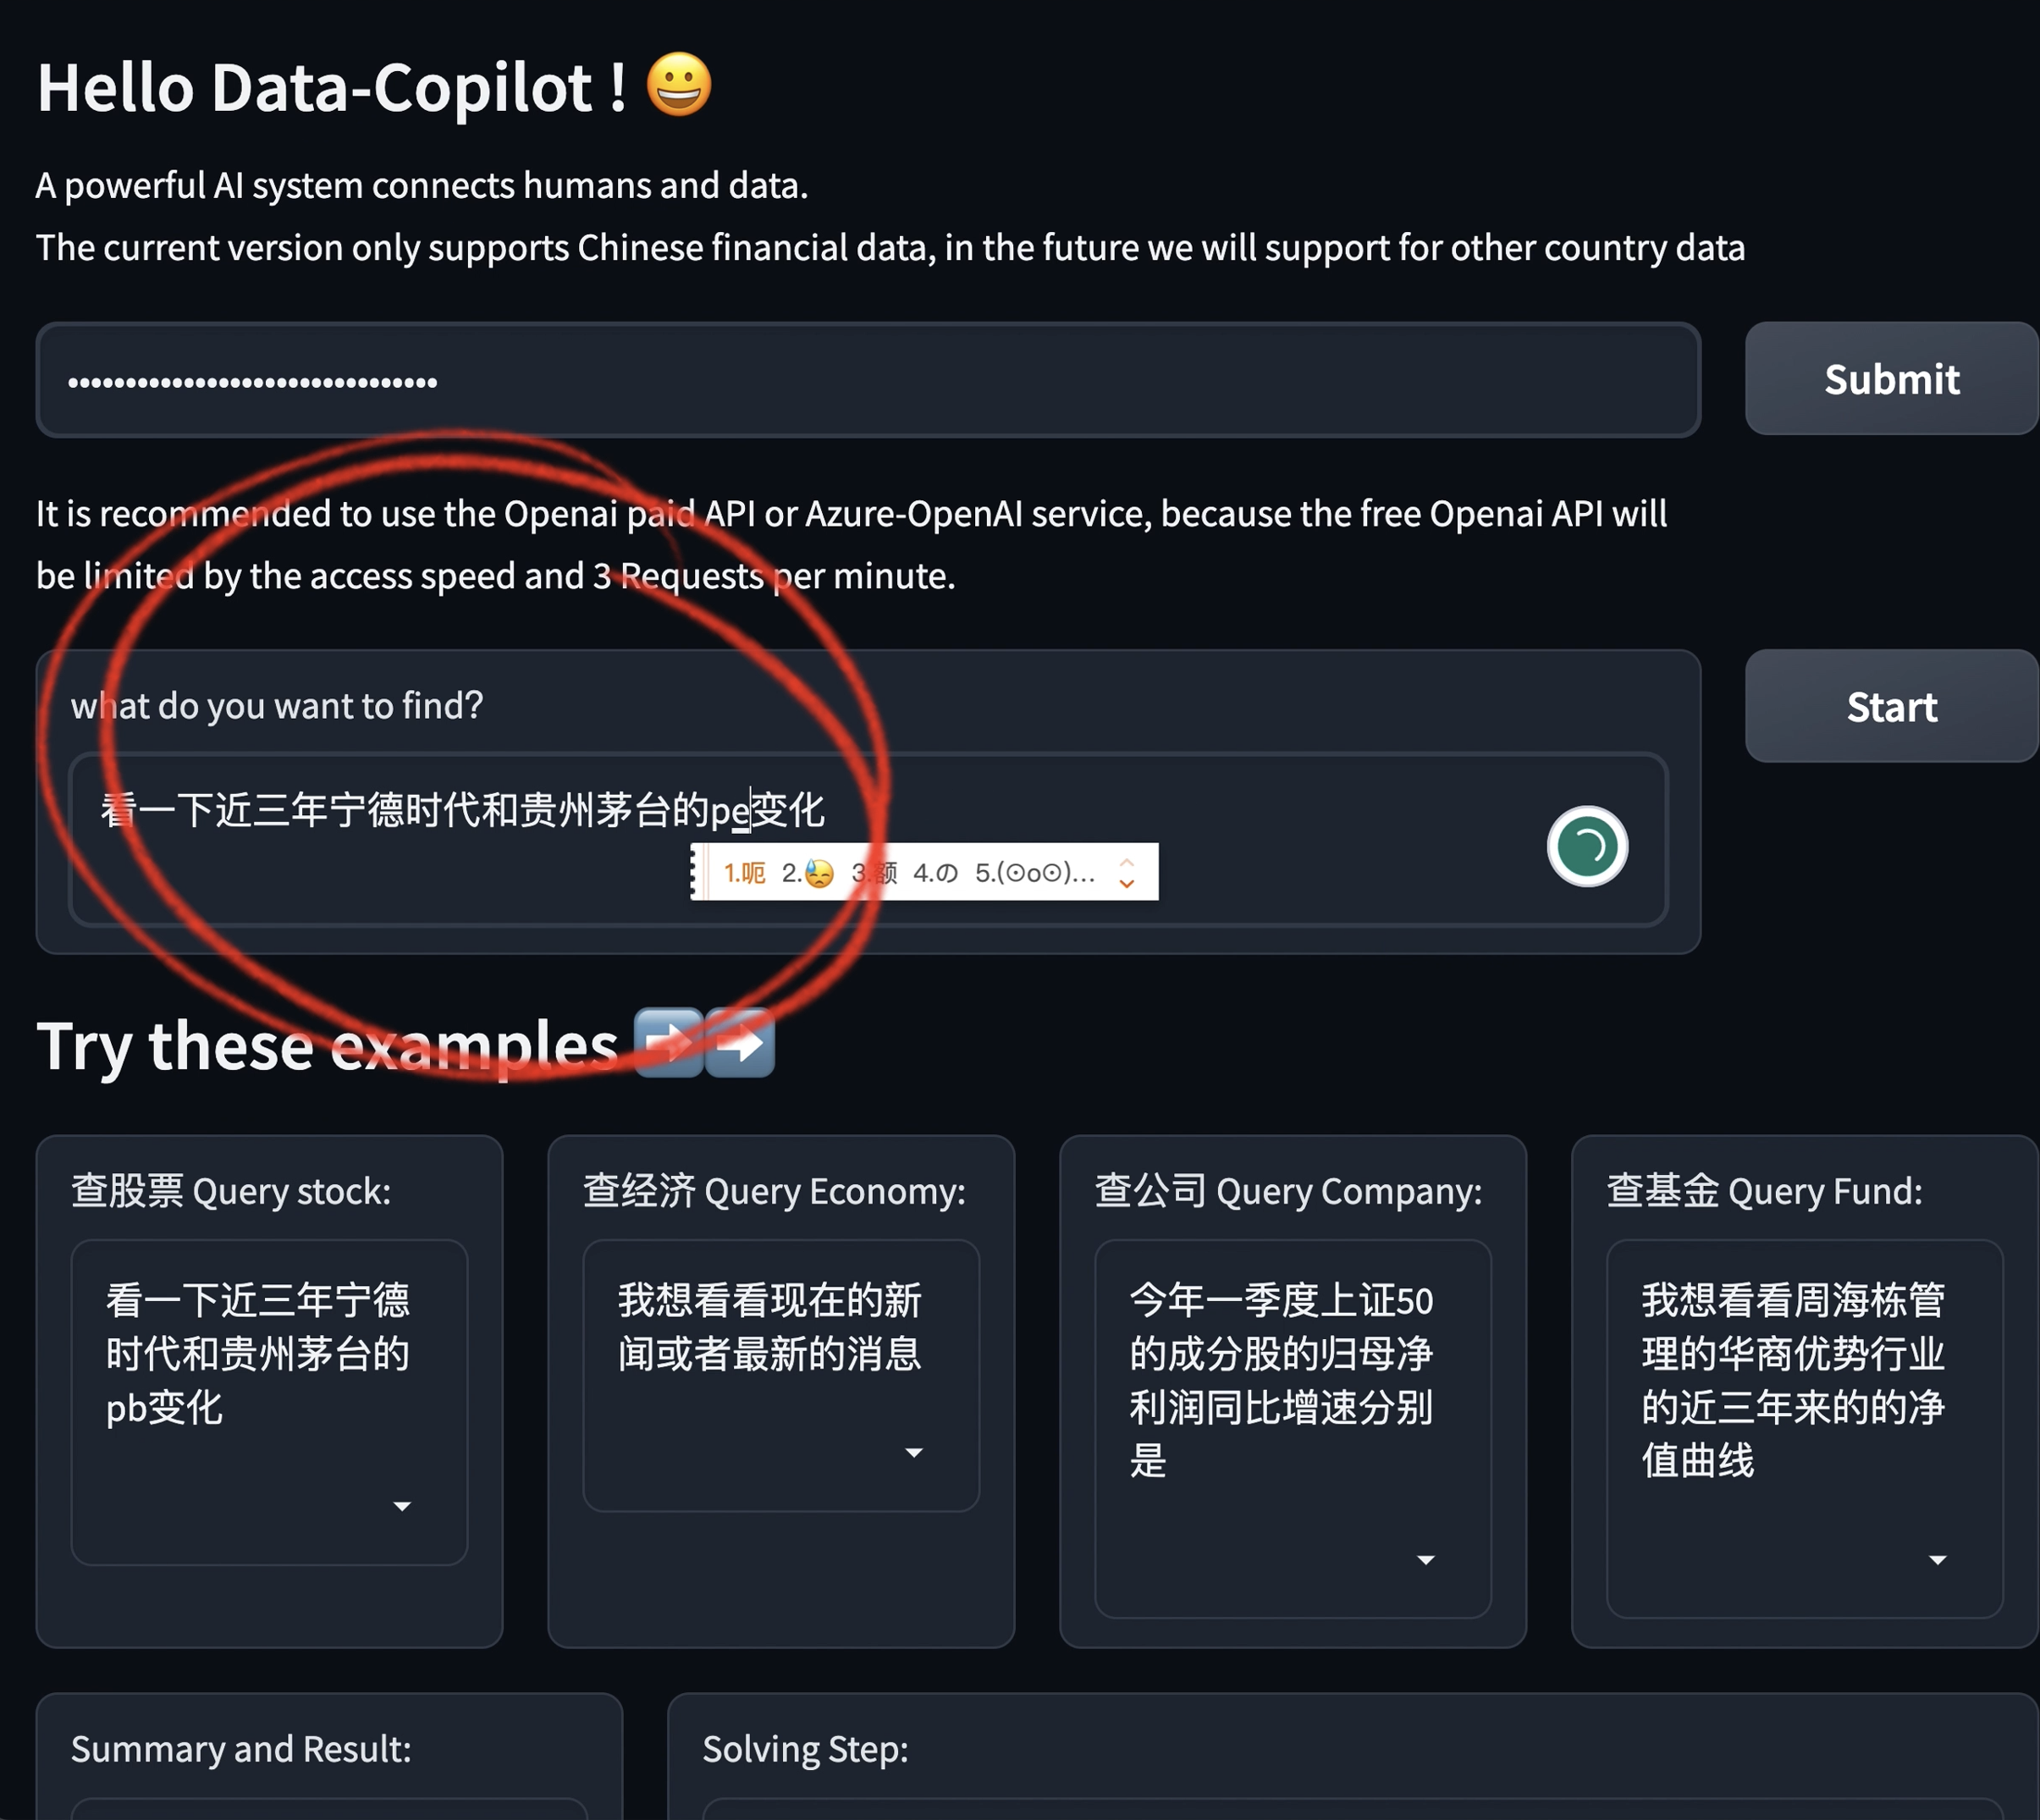 Hello Data-Copilot ! 😀
A powerful AI system connects humans and data.
The current version only supports Chinese financial data, in the future we will support for other country data
••••••••••••••••••••••••••••••••
Submit
It is recommended to use the Openai paid API or Azure-OpenAI service, because the free Openai API will
be limited by the access speed and 3 Requests per minute.
what do you want to find?
Start
看一下近三年宁德时代和贵州茅台的pe变化
1.呃 2.😓 3.额 4.の 5.(⊙o⊙)...
Try these examples ➡️➡️
查股票 Query stock:
看一下近三年宁德
时代和贵州茅台的
pb变化
查经济 Query Economy:
我想看看现在的新
闻或者最新的消息
查公司 Query Company:
今年一季度上证50
的成分股的归母净
利润同比增速分别
是
查基金 Query Fund:
我想看看周海栋管
理的华商优势行业
的近三年来的的净
值曲线
Summary and Result:
Solving Step: